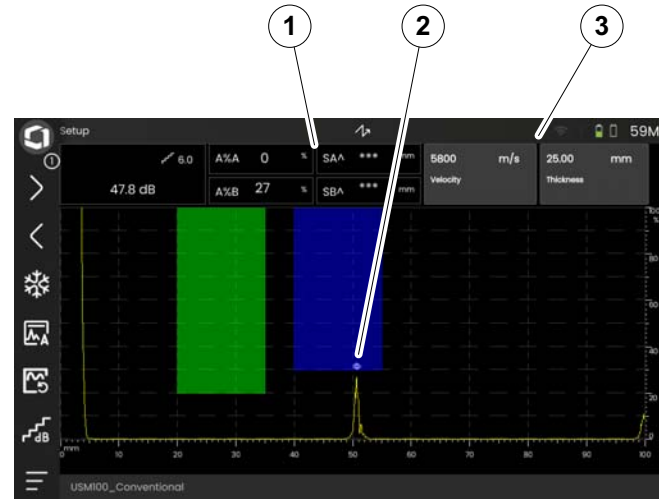 1 2 3
Setup 59M
1
6.0 A%A 0 % SA^ *** mm 5800 m/s 25.00 mm
47.8 dB A%B 27 % SB^ *** mm Velocity Thickness
100
%
80
A
40
20
dB
0
mm 10 20 30 40 50 60 70 80 90 100
USM100_Conventional